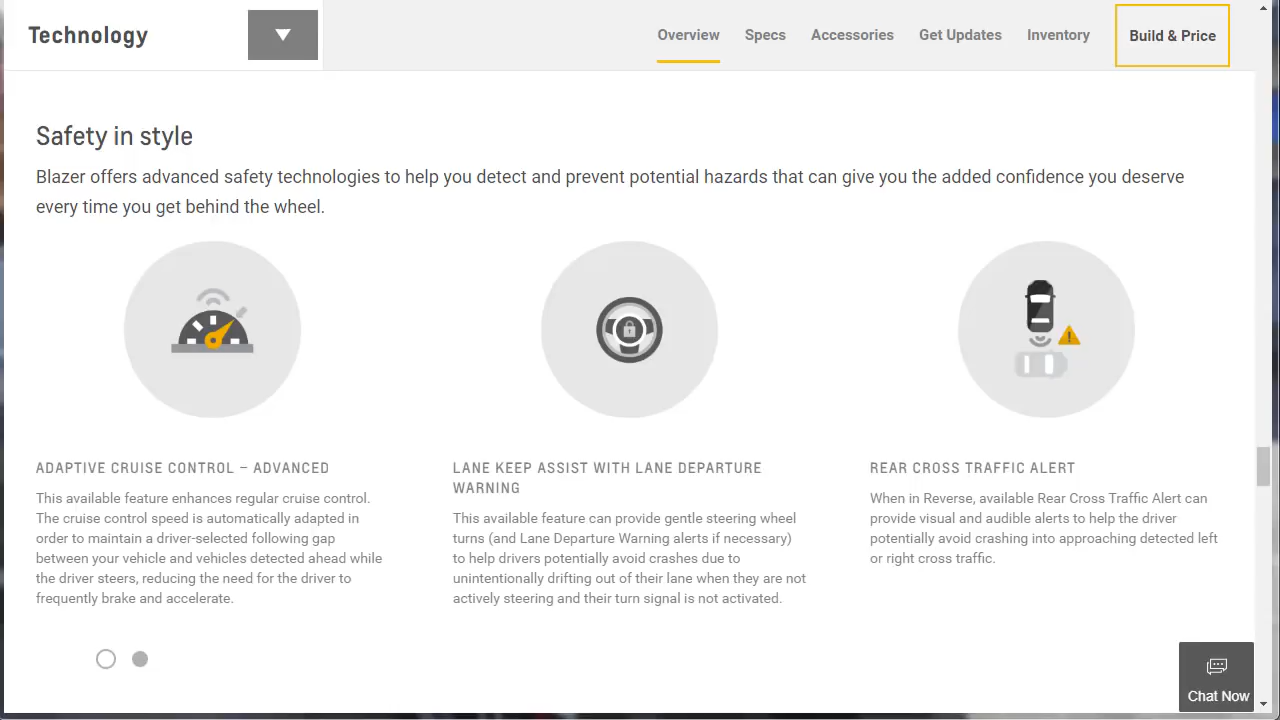 Technology
Overview
Specs
Accessories
Get Updates
Inventory
Build & Price
Safety in style
Blazer offers advanced safety technologies to help you detect and prevent potential hazards that can give you the added confidence you deserve
every time you get behind the wheel.
ADAPTIVE CRUISE CONTROL – ADVANCED
This available feature enhances regular cruise control.
The cruise control speed is automatically adapted in
order to maintain a driver-selected following gap
between your vehicle and vehicles detected ahead while
the driver steers, reducing the need for the driver to
frequently brake and accelerate.
LANE KEEP ASSIST WITH LANE DEPARTURE
WARNING
This available feature can provide gentle steering wheel
turns (and Lane Departure Warning alerts if necessary)
to help drivers potentially avoid crashes due to
unintentionally drifting out of their lane when they are not
actively steering and their turn signal is not activated.
REAR CROSS TRAFFIC ALERT
When in Reverse, available Rear Cross Traffic Alert can
provide visual and audible alerts to help the driver
potentially avoid crashing into approaching detected left
or right cross traffic.
Chat Now